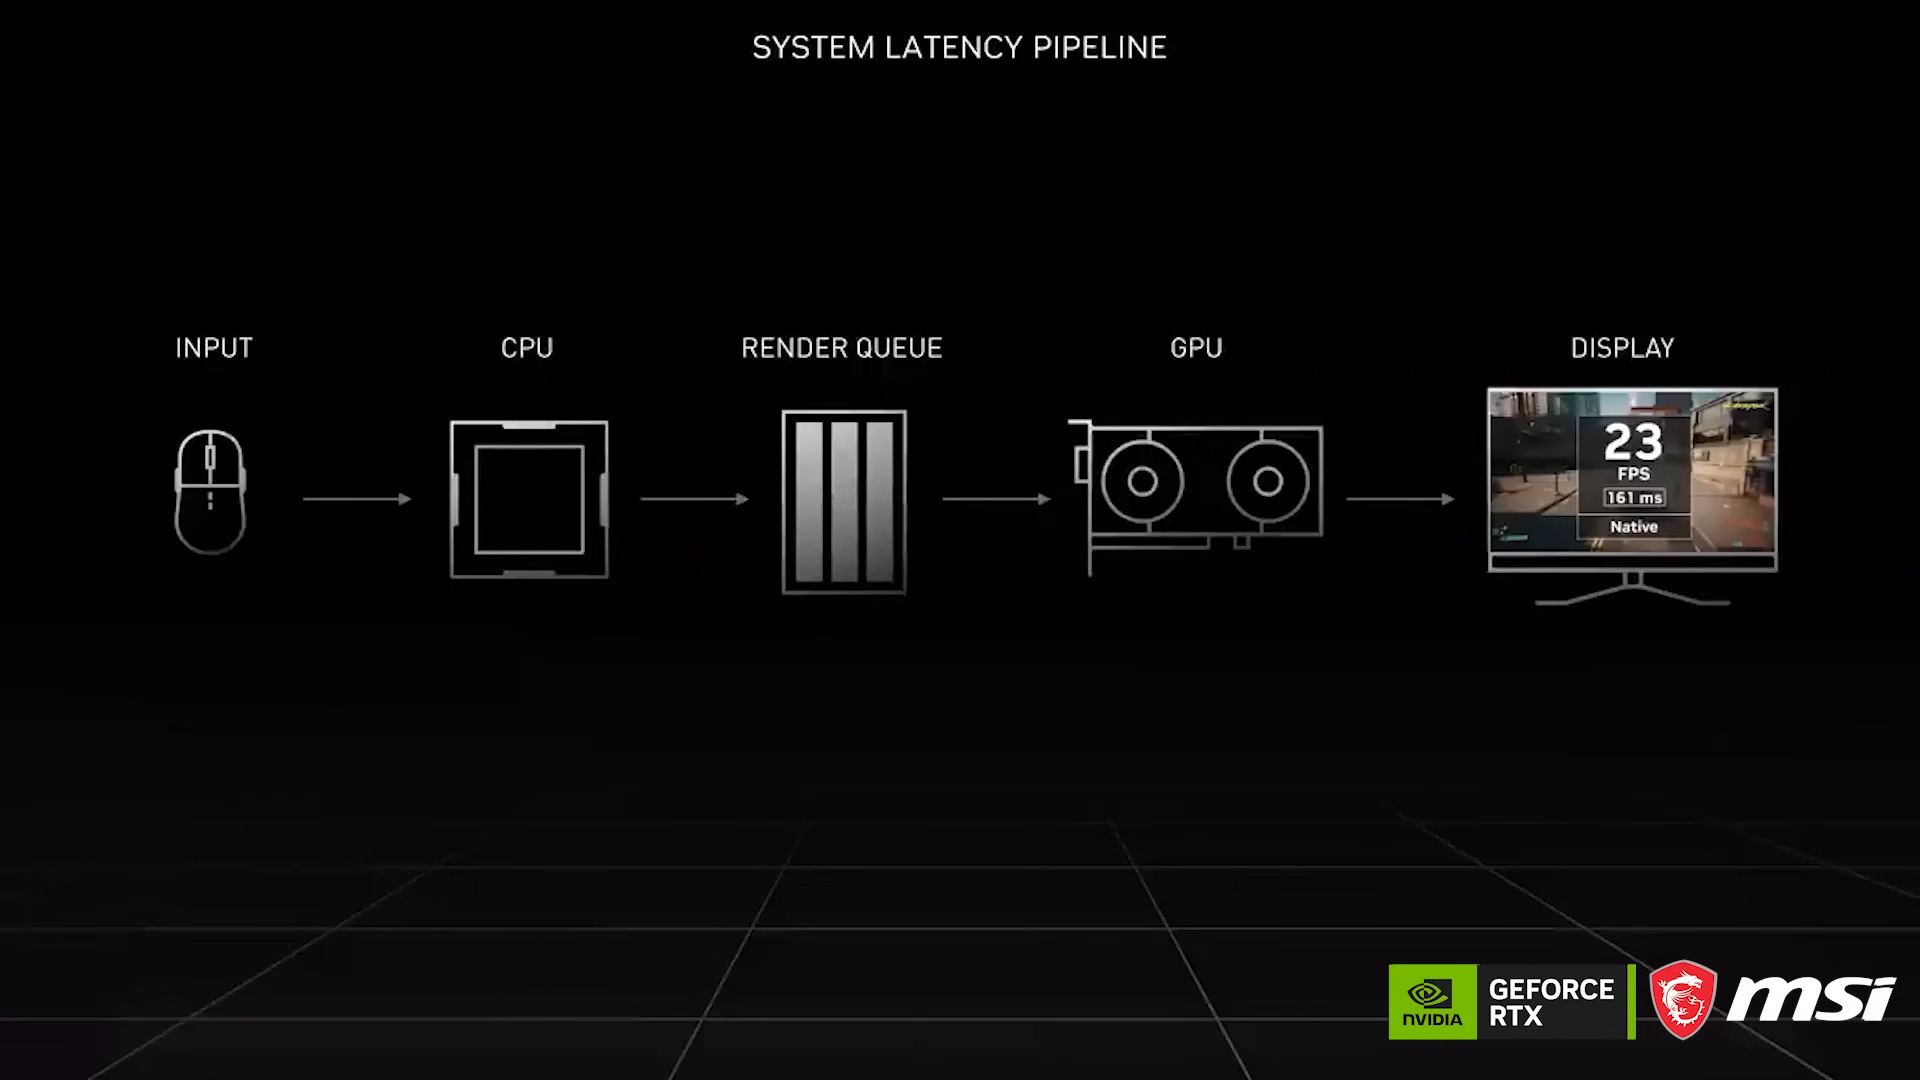 SYSTEM LATENCY PIPELINE
INPUT
CPU
RENDER QUEUE
GPU
DISPLAY
23
FPS
161 ms
Native
NVIDIA
GEFORCE
RTX
msi